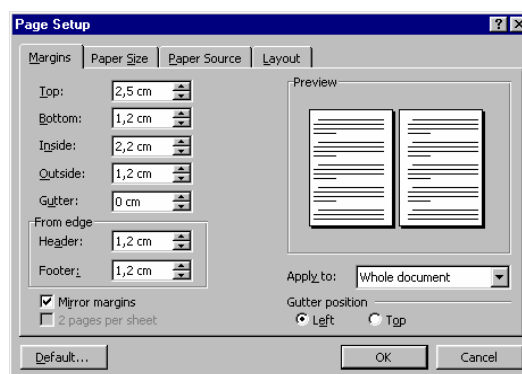 Page Setup
Margins Paper Size Paper Source Layout
Top: 2,5 cm
Bottom: 1,2 cm
Inside: 2,2 cm
Outside: 1,2 cm
Gutter: 0 cm
From edge
Header: 1,2 cm
Footer: 1,2 cm
Mirror margins
2 pages per sheet
Preview
Apply to: Whole document
Gutter position
Left Top
Default... OK Cancel